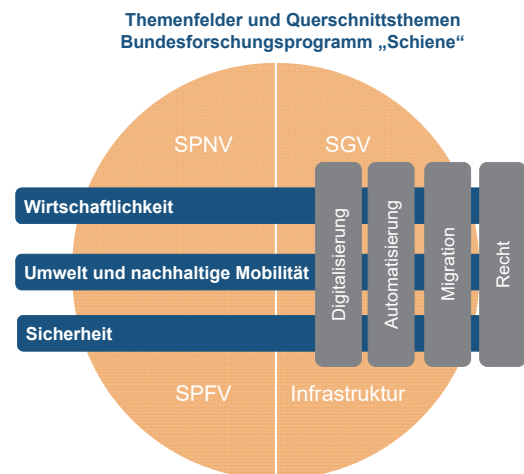 Themenfelder und Querschnittsthemen
Bundesforschungsprogramm „Schiene“
SPNV
SGV
Wirtschaftlichkeit
Umwelt und nachhaltige Mobilität
Sicherheit
Digitalisierung
Automatisierung
Migration
Recht
SPFV
Infrastruktur